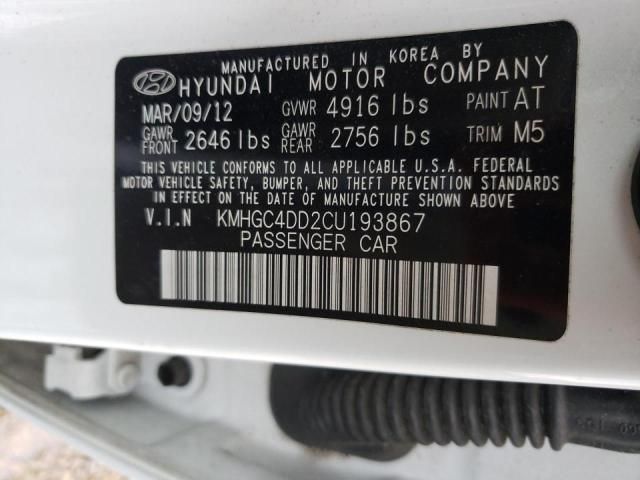 MANUFACTURED IN KOREA BY
HYUNDAI MOTOR COMPANY
MAR/09/12 GVWR 4916 lbs PAINT AT
GAWR FRONT 2646 lbs GAWR REAR 2756 lbs TRIM M5
THIS VEHICLE CONFORMS TO ALL APPLICABLE U.S.A. FEDERAL
MOTOR VEHICLE SAFETY, BUMPER, AND THEFT PREVENTION STANDARDS
IN EFFECT ON THE DATE OF MANUFACTURE SHOWN ABOVE
V.I.N KMHGC4DD2CU193867
PASSENGER CAR